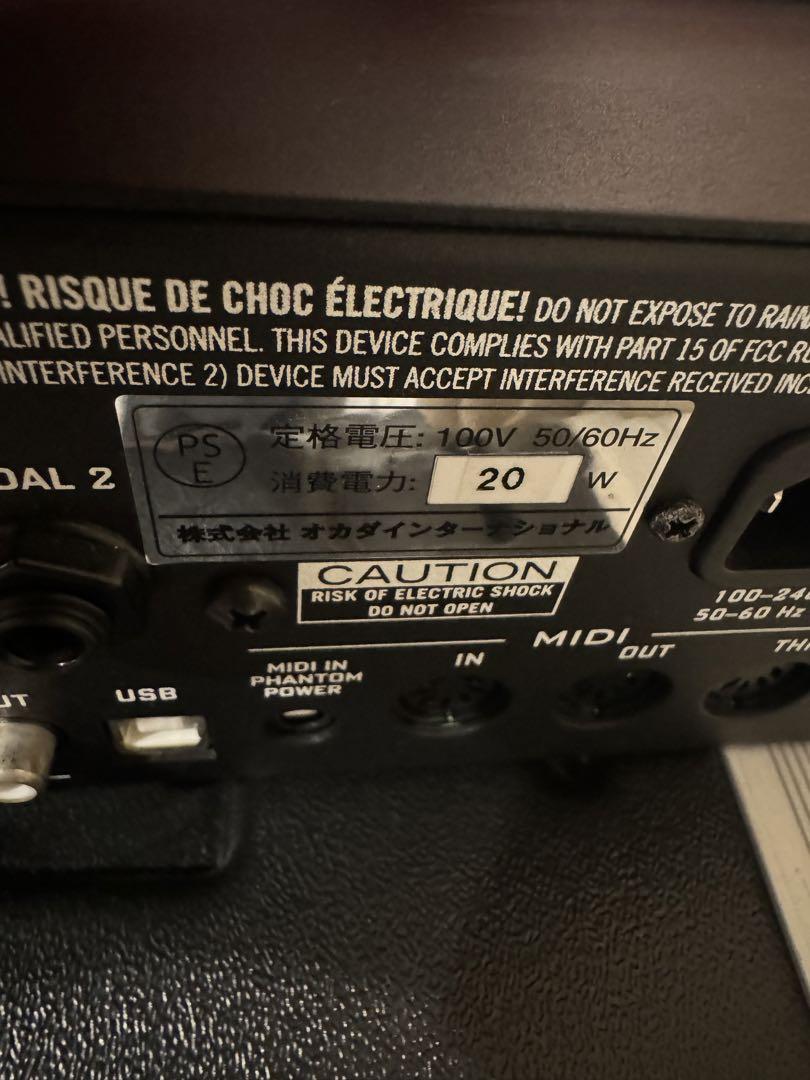 ! RISQUE DE CHOC ÉLECTRIQUE! DO NOT EXPOSE TO RAIN
ALIFIED PERSONNEL. THIS DEVICE COMPLIES WITH PART 15 OF FCC R
INTERFERENCE 2) DEVICE MUST ACCEPT INTERFERENCE RECEIVED INC
PS
E
定格電圧: 100V 50/60Hz
消費電力: 20 W
株式会社 オカダインターナショナル
DAL 2
CAUTION
RISK OF ELECTRIC SHOCK
DO NOT OPEN
100-24
50-60 Hz
MIDI
MIDI IN
PHANTOM
POWER
IN
OUT
TH
UT
USB